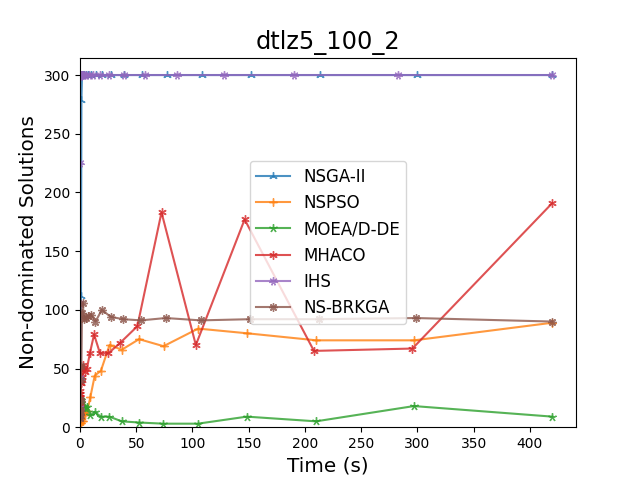 dtlz5_100_2
Non-dominated Solutions
300
250
200
150
100
50
0
NSGA-II
NSPSO
MOEA/D-DE
MHACO
IHS
NS-BRKGA
0 50 100 150 200 250 300 350 400
Time (s)